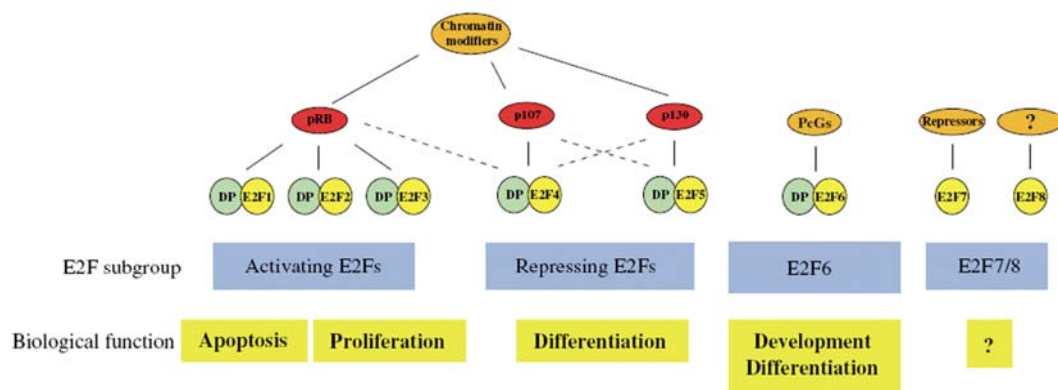 Chromatin
modifiers
pRB p107 p130 PcGs Repressors ?
DP E2F1 DP E2F2 DP E2F3 DP E2F4 DP E2F5 DP E2F6 E2F7 E2F8
E2F subgroup Activating E2Fs Repressing E2Fs E2F6 E2F7/8
Biological function Apoptosis Proliferation Differentiation Development
Differentiation ?